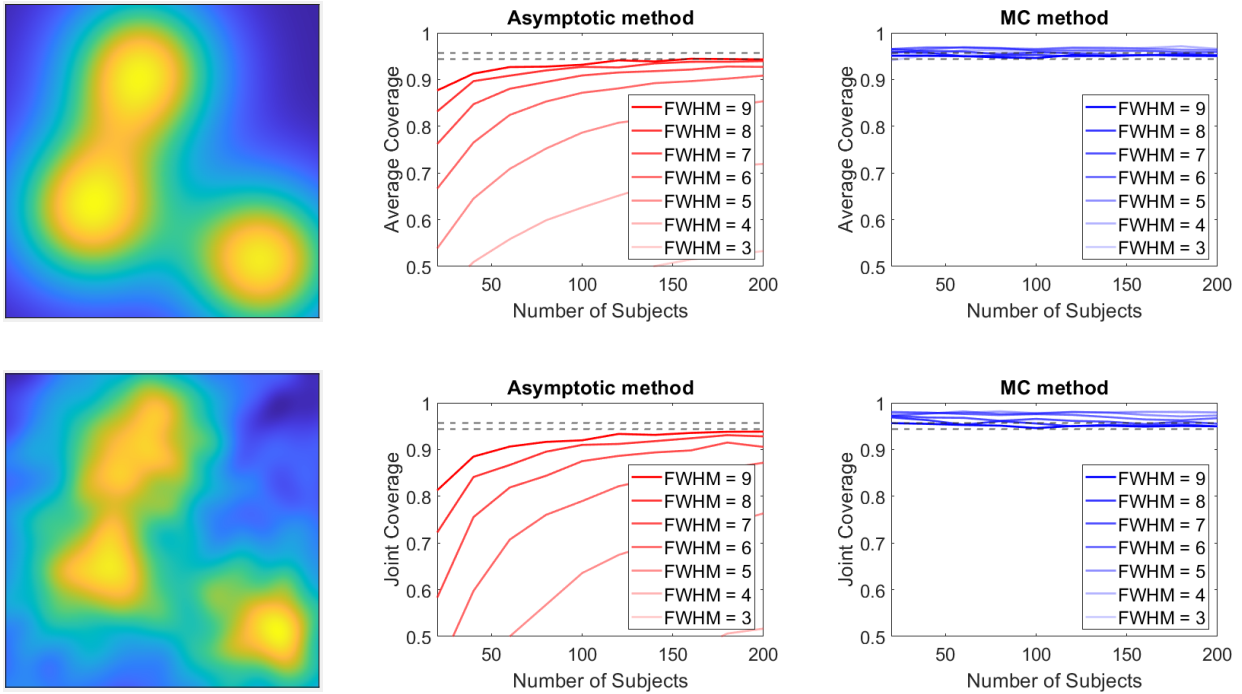 Asymptotic method
1
0.9
0.8
0.7
0.6
0.5
Average Coverage
FWHM = 9
FWHM = 8
FWHM = 7
FWHM = 6
FWHM = 5
FWHM = 4
FWHM = 3
50
100
150
200
Number of Subjects
MC method
1
0.9
0.8
0.7
0.6
0.5
Average Coverage
FWHM = 9
FWHM = 8
FWHM = 7
FWHM = 6
FWHM = 5
FWHM = 4
FWHM = 3
50
100
150
200
Number of Subjects
Asymptotic method
1
0.9
0.8
0.7
0.6
0.5
Joint Coverage
FWHM = 9
FWHM = 8
FWHM = 7
FWHM = 6
FWHM = 5
FWHM = 4
FWHM = 3
50
100
150
200
Number of Subjects
MC method
1
0.9
0.8
0.7
0.6
0.5
Joint Coverage
FWHM = 9
FWHM = 8
FWHM = 7
FWHM = 6
FWHM = 5
FWHM = 4
FWHM = 3
50
100
150
200
Number of Subjects